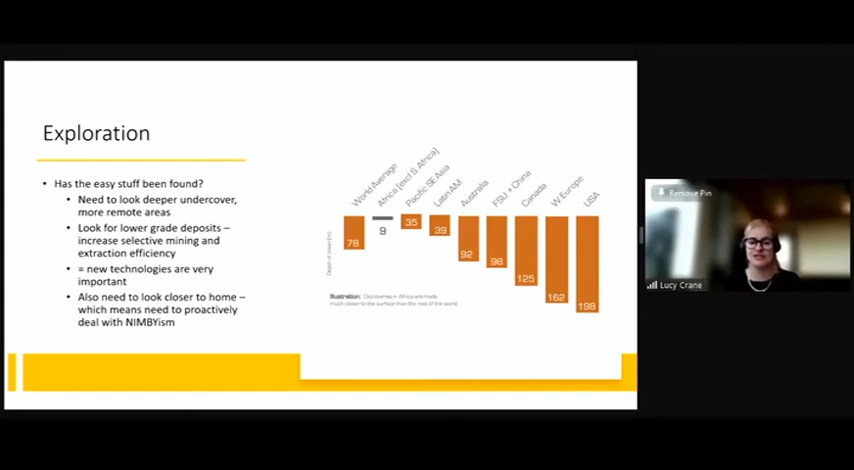 Exploration
• Has the easy stuff been found?
• Need to look deeper undercover,
more remote areas
• Look for lower grade deposits –
increase selective mining and
extraction efficiency
• = new technologies are very
important
• Also need to look closer to home –
which means need to proactively
deal with NIMBYism
World Average
Africa [excl S Africa]
Pacific SE Asia
Latin AM
Australia
FSU + China
Canada
W. Europe
USA
78
9
35
39
92
98
125
162
198
Depth of cover [m]
Illustration: Discoveries in Africa are made
much closer to the surface than the rest of the world
Remove Pin
Lucy Crane